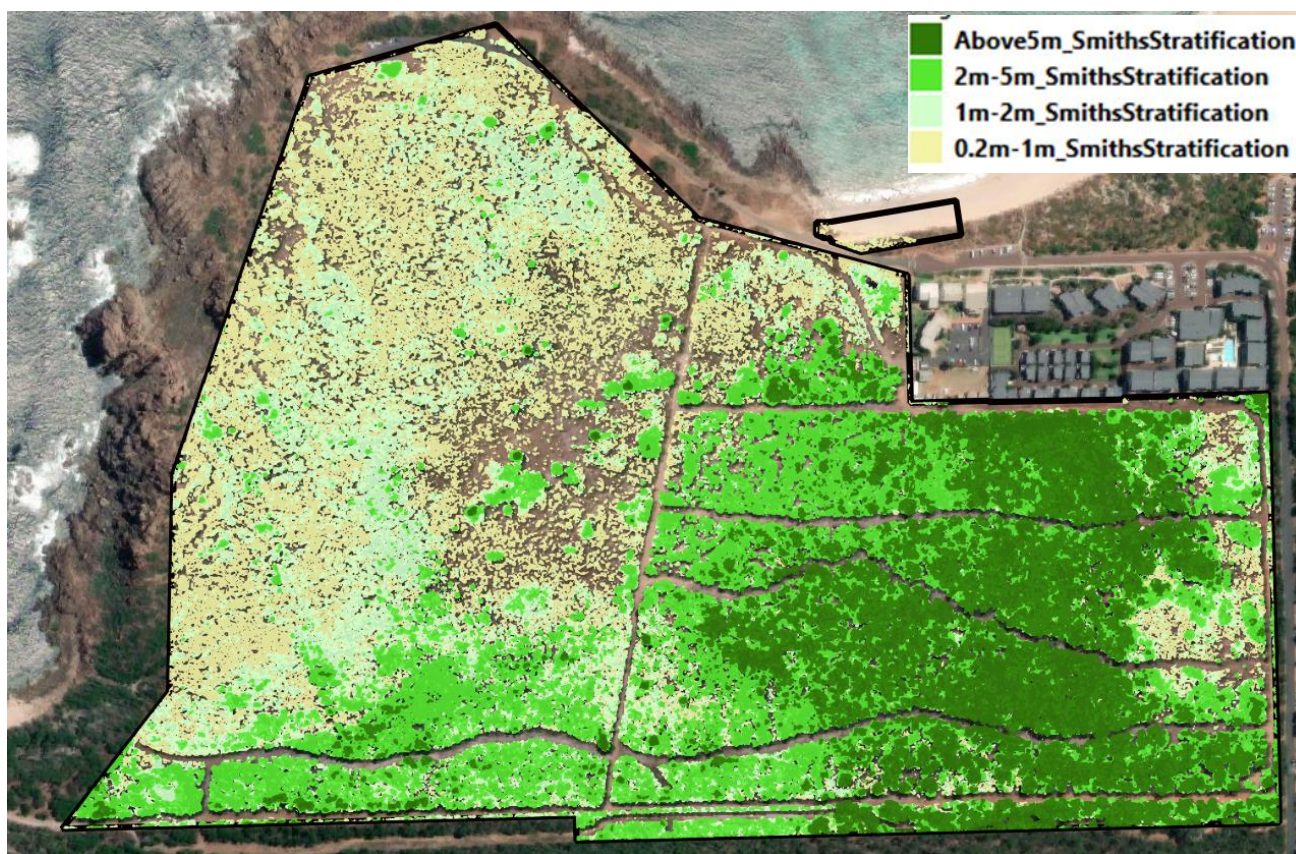 Above5m_SmithsStratification
2m-5m_SmithsStratification
1m-2m_SmithsStratification
0.2m-1m_SmithsStratification